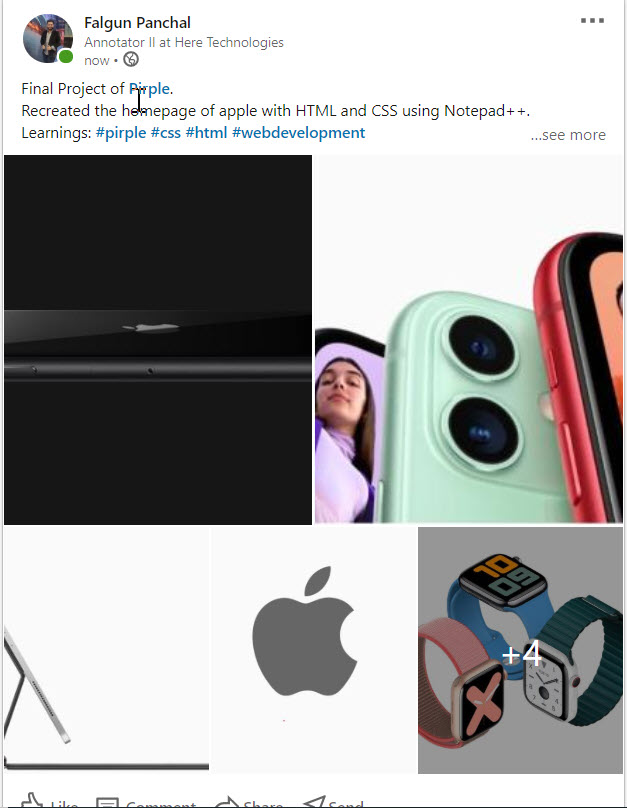 Falgun Panchal
Annotator II at Here Technologies
now •
Final Project of Pirple.
Recreated the homepage of apple with HTML and CSS using Notepad++.
Learnings: #pirple #css #html #webdevelopment
...see more
10
09
+4
Like Comment Share Send